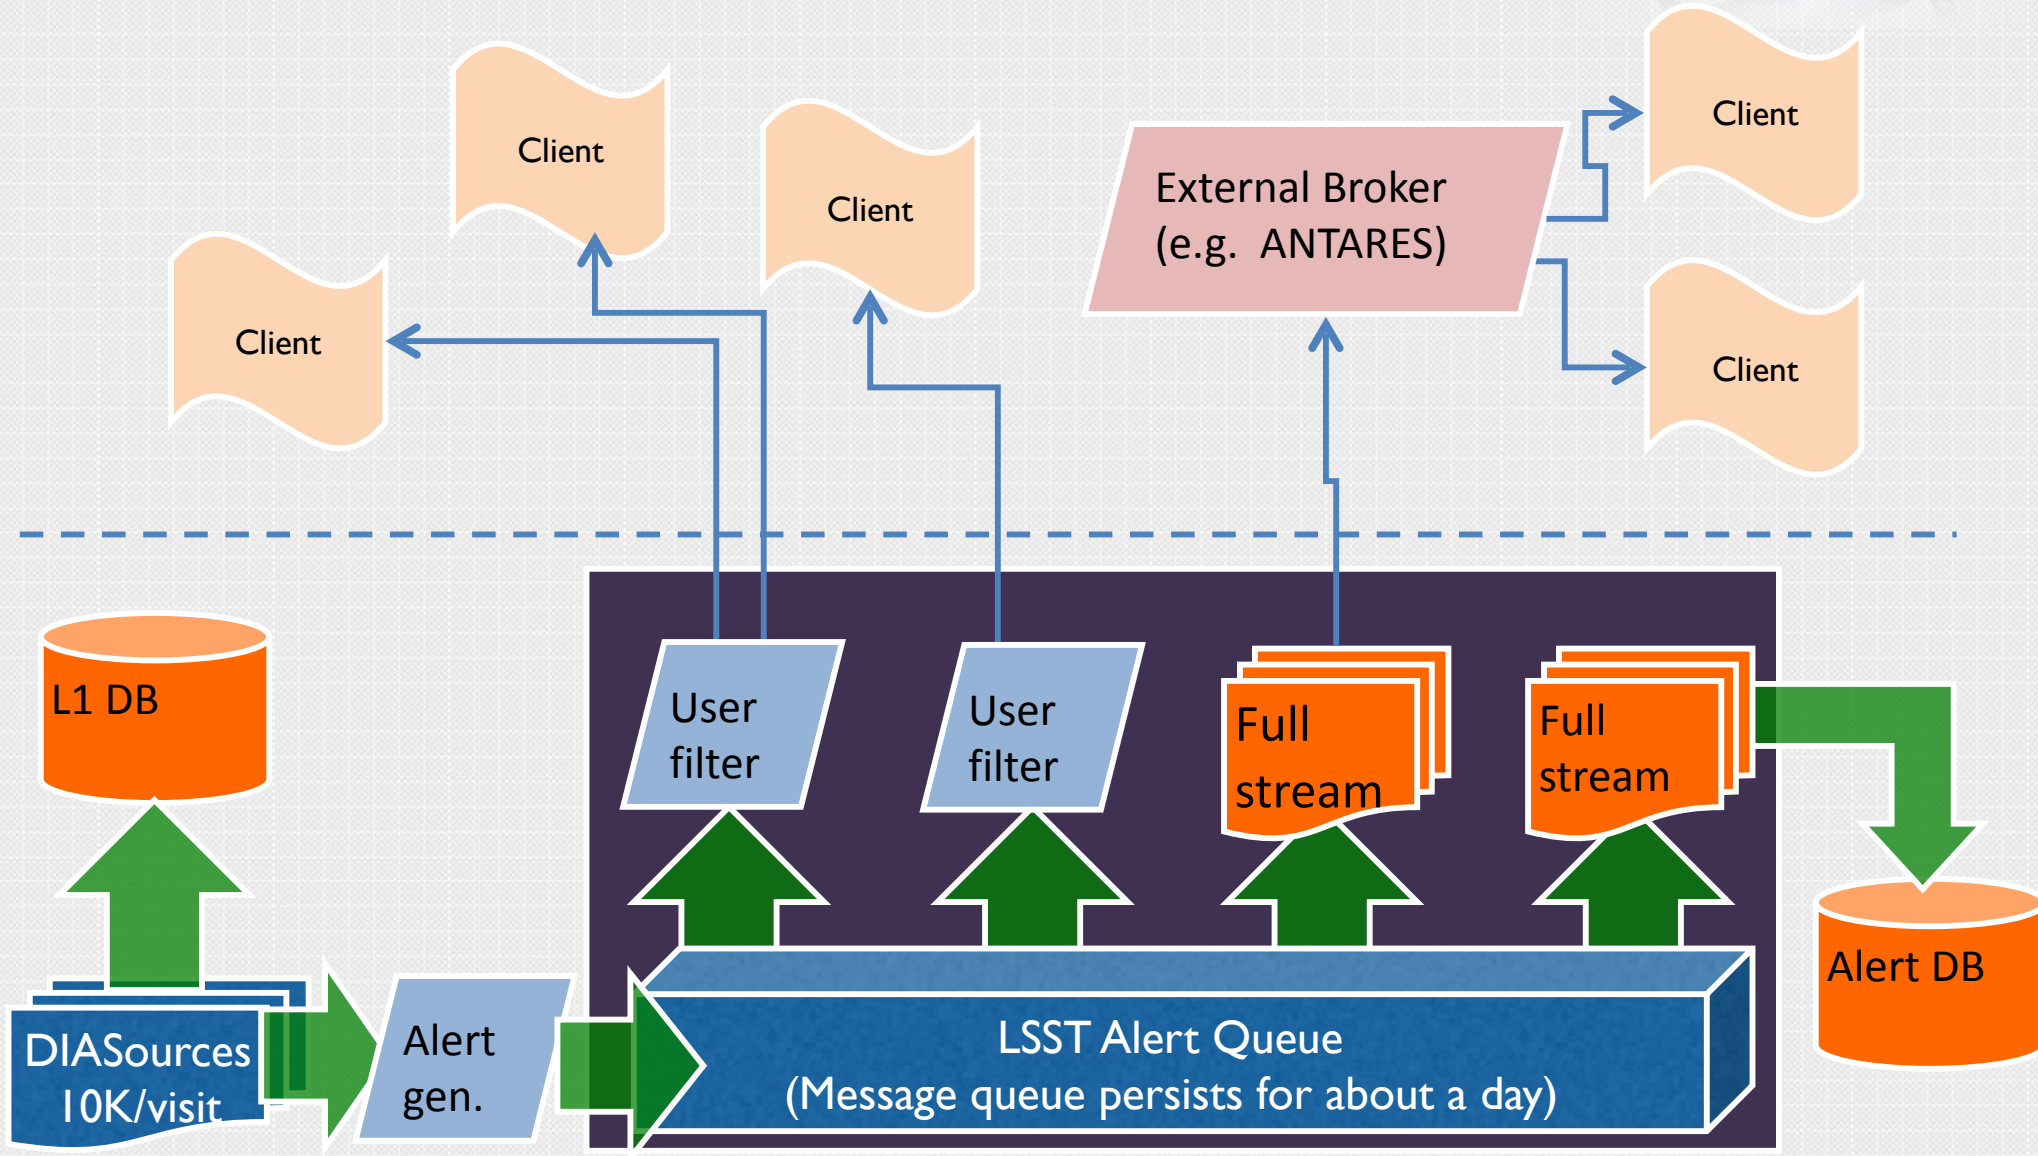 Client
Client
Client
External Broker
(e.g. ANTARES)
Client
Client
L1 DB
User
filter
User
filter
Full
stream
Full
stream
Alert DB
DIASources
10K/visit
Alert
gen.
LSST Alert Queue
(Message queue persists for about a day)